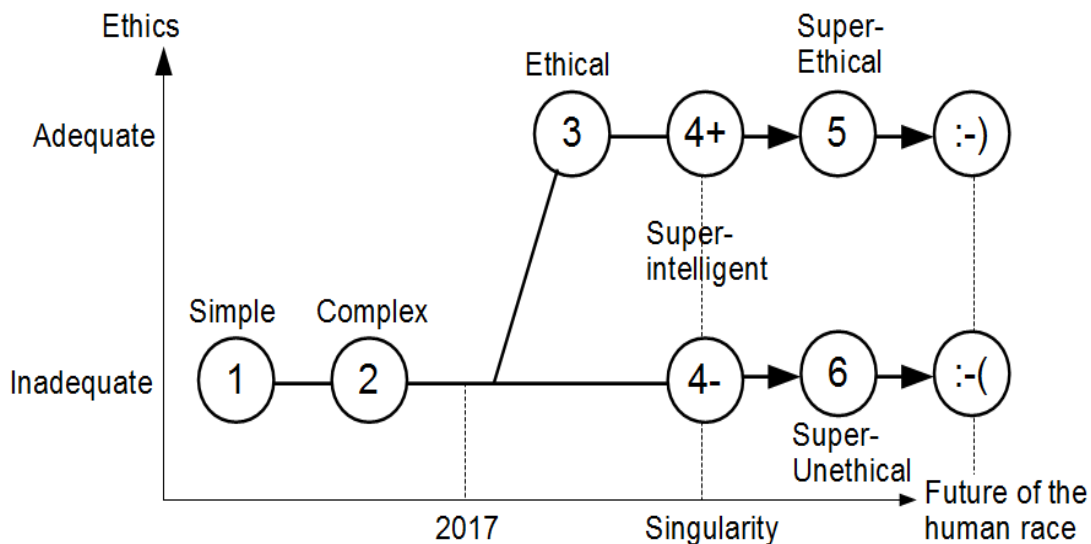 Ethics
Super-
Ethical
Ethical
Adequate
3
4+
5
:-)
Super-
intelligent
Simple
Complex
Inadequate
1
2
4-
6
:-(
Super-
Unethical
2017
Singularity
Future of the
human race